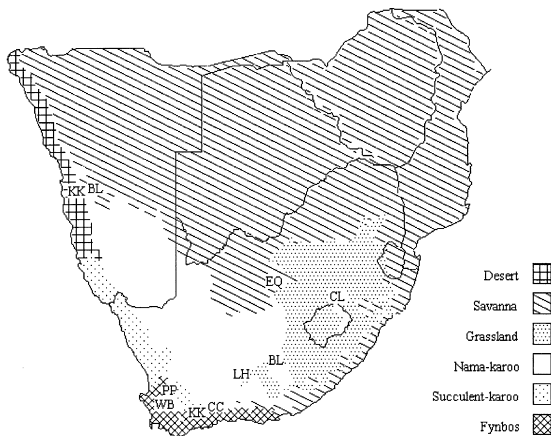 KK BL
EQ
CL
BL
LH
PP
WB
KK CC
Desert
Savanna
Grassland
Nama-karoo
Succulent-karoo
Fynbos